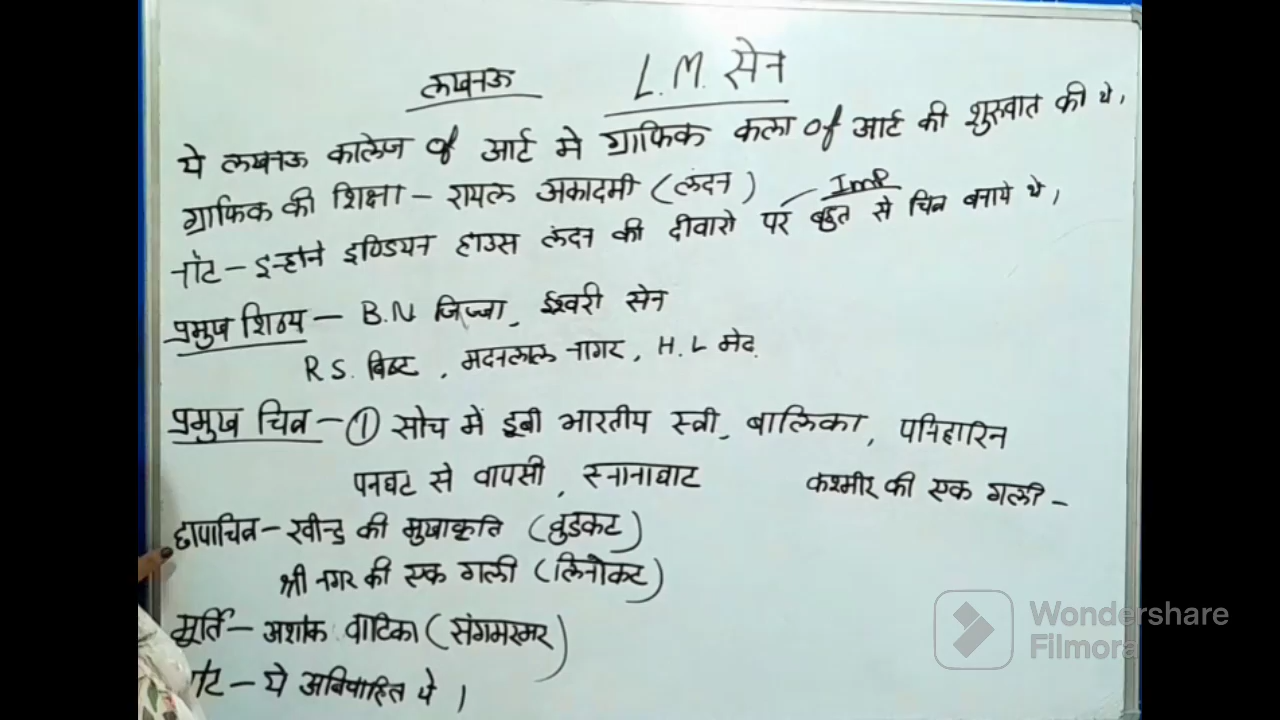 लखनऊ L.M. सेन
ये लखनऊ कालेज of आर्ट मे ग्राफिक कला of आर्ट की शुरुवात की थे,
ग्राफिक की शिक्षा - रायल अकादमी (लंदन) Imp
नोट - इन्होने इण्डियन हाउस लंदन की दीवारो पर बहुत से चित्र बनाये थे,
प्रमुख शिष्य - B.N जिज्जा, ईश्वरी सेन
R S. बिष्ट, मदनलाल नागर, H. L मेढ.
प्रमुख चित्र - ① सोच में डूबी भारतीय स्त्री, बालिका, पनिहारिन
पनघट से वापसी, स्नानाघाट कश्मीर की एक गली -
छापाचित्र - रवीन्द्र की मुखाकृति (वुडकट)
श्री नगर की एक गली (लिनोकट)
मूर्ति - अशोक वाटिका (संगमरमर)
नोट - ये अविवाहित थे।
Wondershare
Filmora